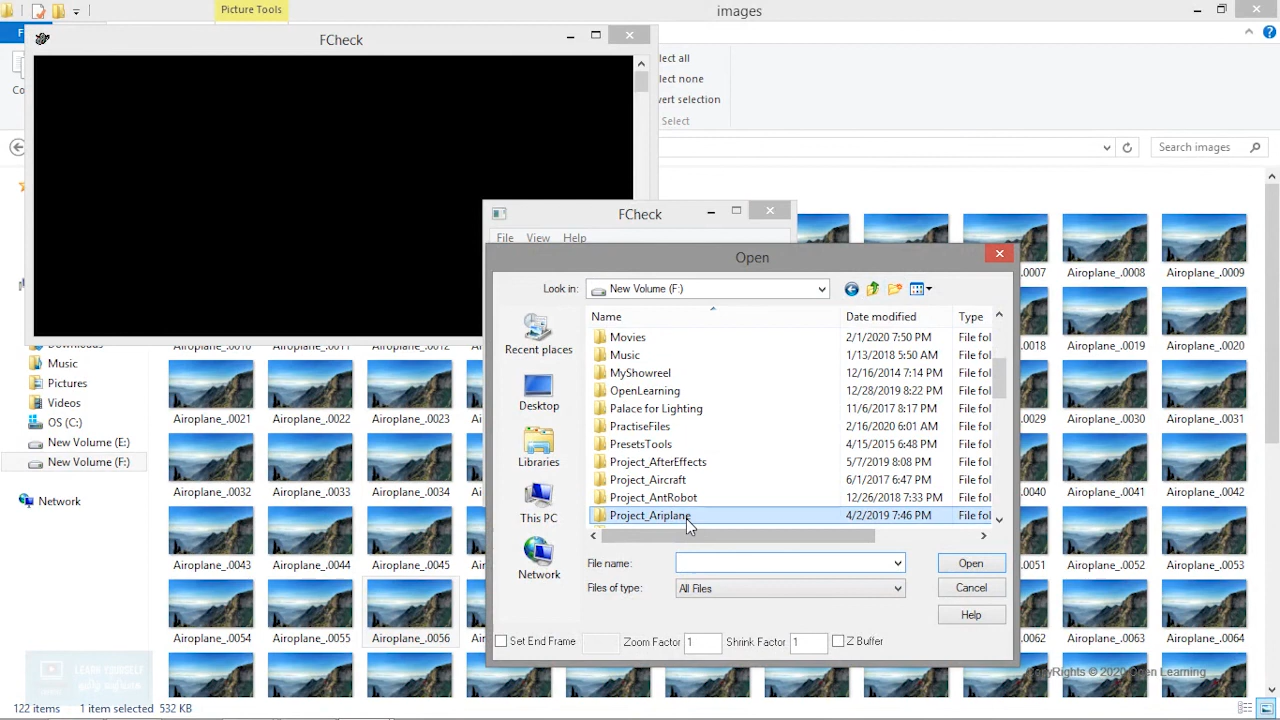 Picture Tools
images
FCheck
lect all
lect none
vert selection
Select
Search images
FCheck
File View Help
Open
Look in: New Volume (F:)
Name Date modified Type
Movies 2/1/2020 7:50 PM File fol
Music 1/13/2018 5:50 AM File fol
MyShowreel 12/16/2014 7:14 PM File fol
OpenLearning 12/28/2019 8:22 PM File fol
Palace for Lighting 11/6/2017 8:17 PM File fol
PractiseFiles 2/16/2020 6:01 AM File fol
PresetsTools 4/15/2015 6:48 PM File fol
Project_AfterEffects 5/7/2019 8:08 PM File fol
Project_Aircraft 6/1/2017 6:47 PM File fol
Project_AntRobot 12/26/2018 7:33 PM File fol
Project_Ariplane 4/2/2019 7:46 PM File fol
Recent places
Desktop
Libraries
This PC
Network
File name: Open
Files of type: All Files Cancel
Help
Set End Frame Zoom Factor 1 Shrink Factor 1 Z Buffer
Music
Pictures
Videos
OS (C:)
New Volume (E:)
New Volume (F:)
Network
.0007 Airoplane_.0008 Airoplane_.0009
.0018 Airoplane_.0019 Airoplane_.0020
Airoplane_.0021 Airoplane_.0022 Airoplane_.0023
.0029 Airoplane_.0030 Airoplane_.0031
Airoplane_.0032 Airoplane_.0033 Airoplane_.0034
.0040 Airoplane_.0041 Airoplane_.0042
Airoplane_.0043 Airoplane_.0044 Airoplane_.0045
.0051 Airoplane_.0052 Airoplane_.0053
Airoplane_.0054 Airoplane_.0055 Airoplane_.0056
.0062 Airoplane_.0063 Airoplane_.0064
LEARN YOURSELF
CopyRights © 2020 Open Learning
122 items 1 item selected 532 KB